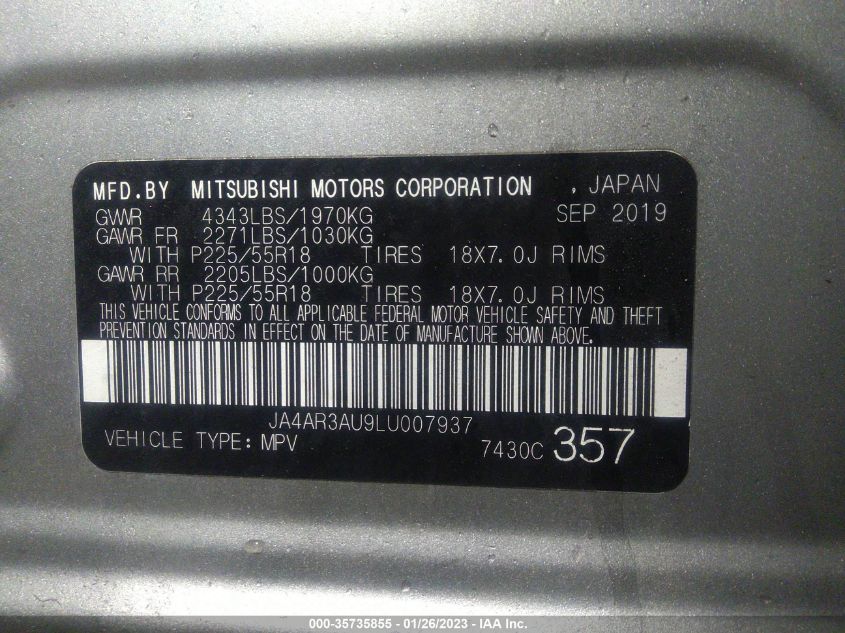 MFD.BY MITSUBISHI MOTORS CORPORATION , JAPAN
GVWR 4343LBS/1970KG SEP 2019
GAWR FR 2271LBS/1030KG
WITH P225/55R18 TIRES 18X7.0J RIMS
GAWR RR 2205LBS/1000KG
WITH P225/55R18 TIRES 18X7.0J RIMS
THIS VEHICLE CONFORMS TO ALL APPLICABLE FEDERAL MOTOR VEHICLE SAFETY AND THEFT
PREVENTION STANDARDS IN EFFECT ON THE DATE OF MANUFACTURE SHOWN ABOVE.
JA4AR3AU9LU007937
VEHICLE TYPE: MPV 7430C 357
000-35735855 - 01/26/2023 - 1st Choice -